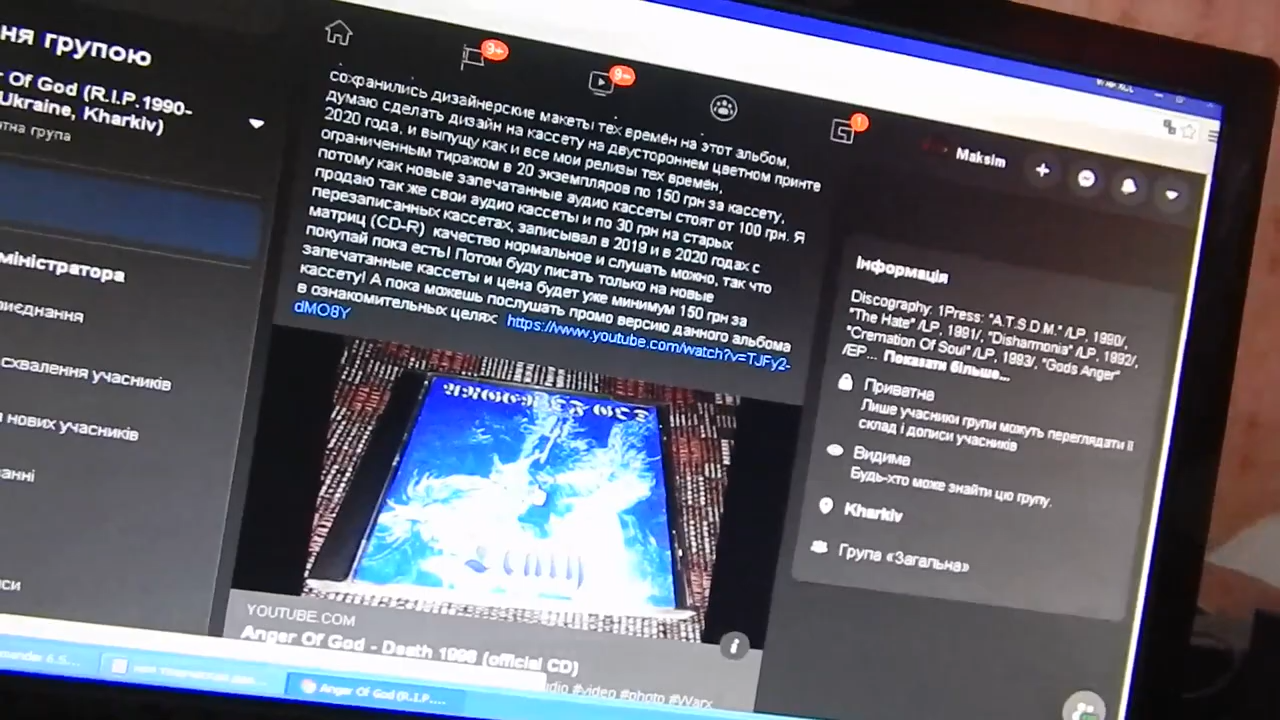 ня групою
Of God (R.I.P.1990-
Ukraine, Kharkiv)
група
міністратора
риєднання
схвалення учасників
нових учасників
9+
9+
1
Maksim
сохранились дизайнерские макеты тех времён на этот альбом,
думаю сделать дизайн на кассету на двустороннем цветном принте
2020 года, и выпущу как и все мои релизы тех времён,
ограниченным тиражом в 20 экземпляров по 150 грн за кассету,
потому как новые запечатанные аудио кассеты стоят от 100 грн. Я
продаю так же свои аудио кассеты и по 30 грн на старых
перезаписанных кассетах, записывал в 2019 и в 2020 годах с
матриц (CD-R) качество нормальное и слушать можно, так что
покупай пока есть! Потом буду писать только на новые
запечатанные кассеты и цена будет уже минимум 150 грн за
кассету! А пока можешь послушать промо версию данного альбома
в ознакомительных целях: https://www.youtube.com/watch?v=TJFy2-
dMO8Y
Death
YOUTUBE.COM
Anger Of God - Death 1998 (official CD)
#video #photo #Warx
Інформація
Discography: 1Press: "A.T.S.D.M." /LP, 1990/,
"The Hate" /LP, 1991/, "Disharmonia" /LP, 1992/,
"Cremation Of Soul" /LP, 1993/, "Gods Anger"
/EP... Показати більше...
Приватна
Лише учасники групи можуть переглядати її
склад і дописи учасників
Видима
Будь-хто може знайти цю групу.
Kharkiv
Група «Загальна»
Anger Of God (R.I.P....